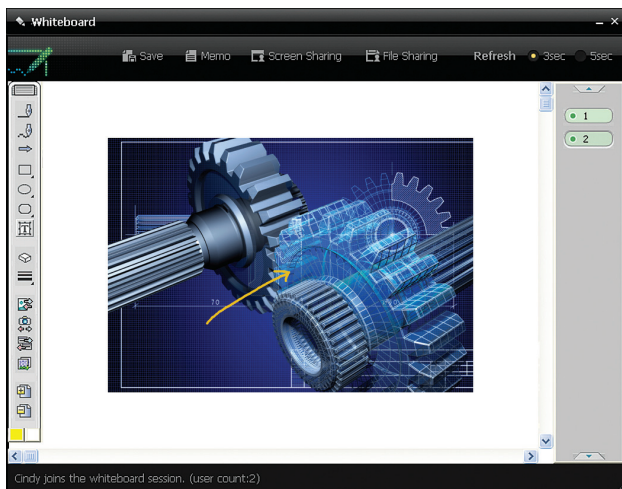 Whiteboard
Save Memo Screen Sharing File Sharing Refresh 3sec 5sec
1
2
T
70
Cindy joins the whiteboard session. (user count:2)